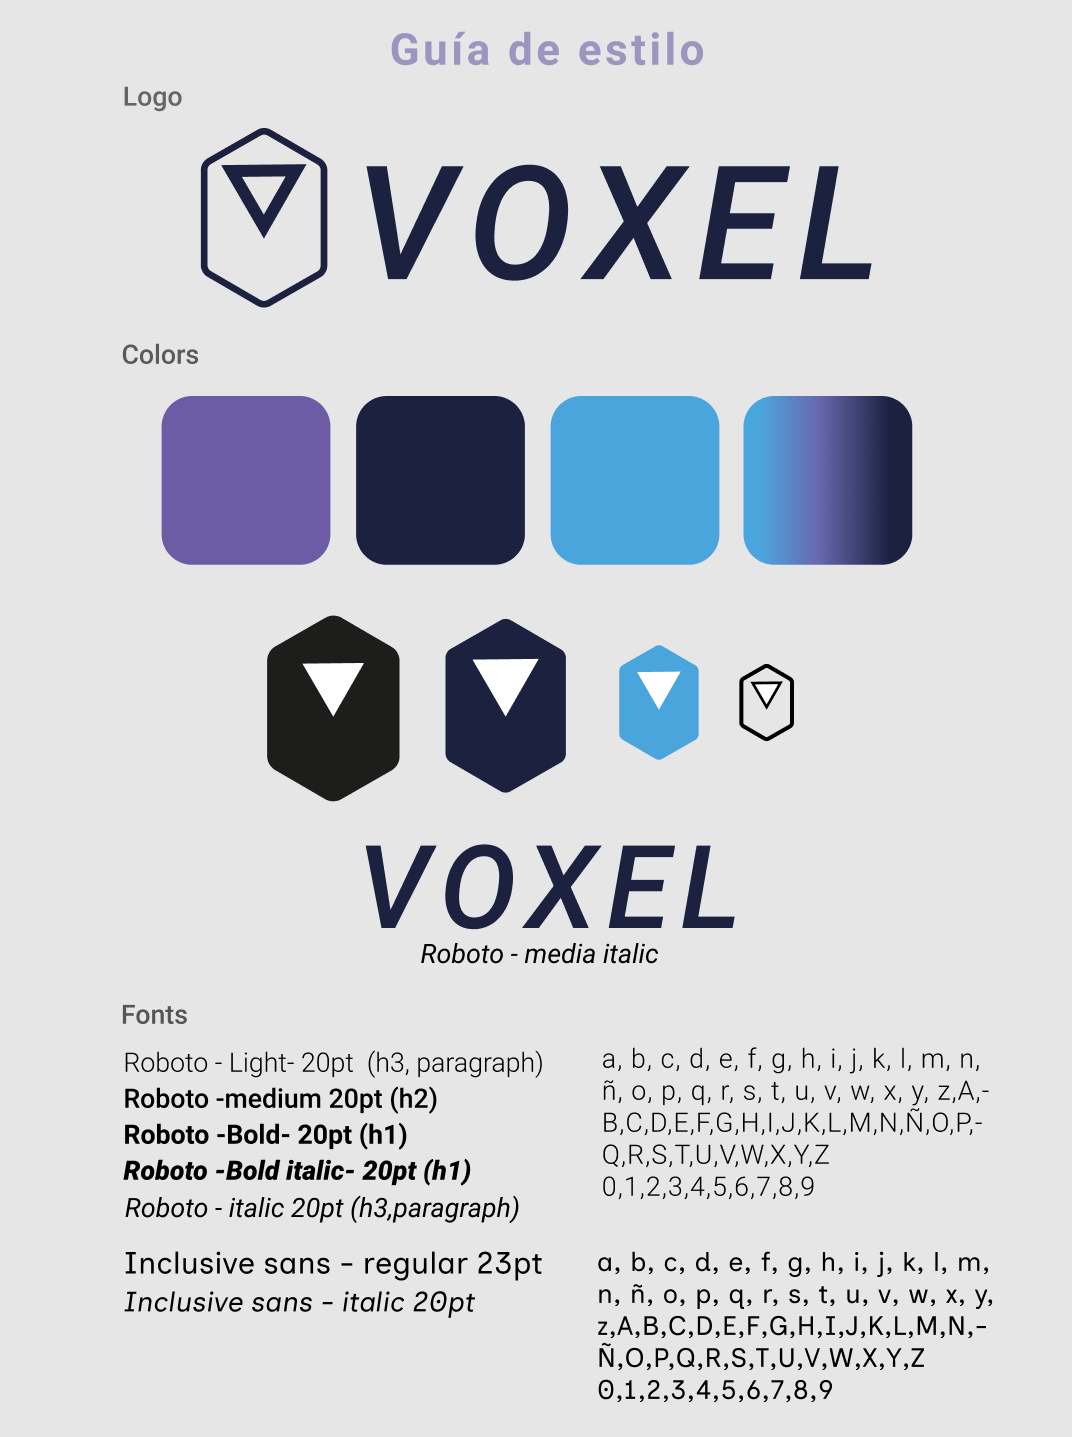 Guía de estilo
Logo
VOXEL
Colors
VOXEL
Roboto - media italic
Fonts
Roboto - Light- 20pt (h3, paragraph)
Roboto -medium 20pt (h2)
Roboto -Bold- 20pt (h1)
Roboto -Bold italic- 20pt (h1)
Roboto - italic 20pt (h3,paragraph)
a, b, c, d, e, f, g, h, i, j, k, l, m, n,
ñ, o, p, q, r, s, t, u, v, w, x, y, z,A,-
B,C,D,E,F,G,H,I,J,K,L,M,N,Ñ,O,P,-
Q,R,S,T,U,V,W,X,Y,Z
0,1,2,3,4,5,6,7,8,9
Inclusive sans - regular 23pt
Inclusive sans - italic 20pt
a, b, c, d, e, f, g, h, i, j, k, l, m,
n, ñ, o, p, q, r, s, t, u, v, w, x, y,
z,A,B,C,D,E,F,G,H,I,J,K,L,M,N,-
Ñ,O,P,Q,R,S,T,U,V,W,X,Y,Z
0,1,2,3,4,5,6,7,8,9